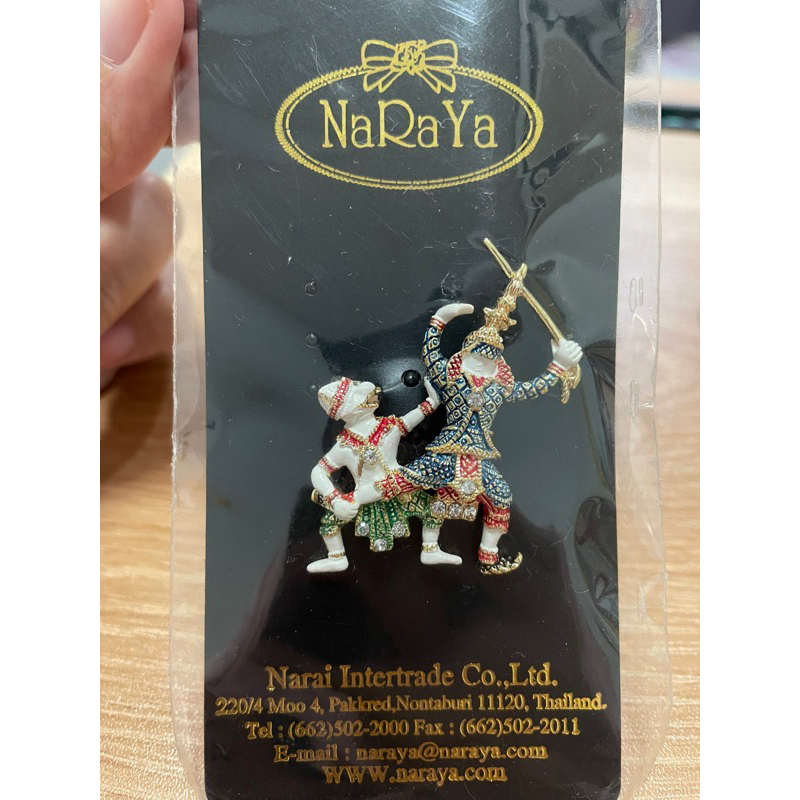 NaRaYa
Narai Intertrade Co.,Ltd.
220/4 Moo 4, Pakkred,Nontaburi 11120, Thailand.
Tel : (662)502-2000 Fax : (662)502-2011
E-mail : naraya@naraya.com
WWW.naraya.com